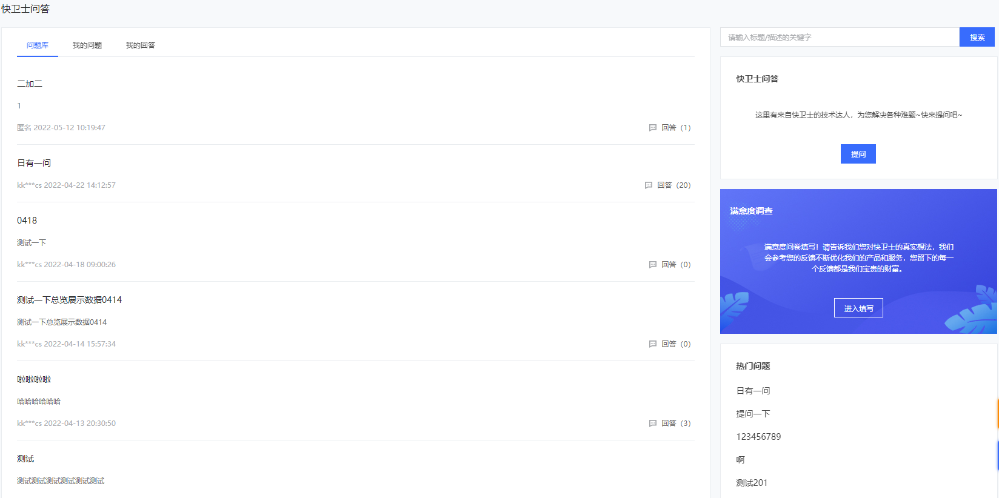 快卫士问答
问题库
我的问题
我的回答
二加二
1
匿名 2022-05-12 10:19:47
回答（1）
日有一问
kk***cs 2022-04-22 14:12:57
回答（20）
0418
测试一下
kk***cs 2022-04-18 09:00:26
回答（0）
测试一下总览展示数据0414
测试一下总览展示数据0414
kk***cs 2022-04-14 15:57:34
回答（0）
啦啦啦啦
哈哈哈哈哈哈
kk***cs 2022-04-13 20:30:50
回答（3）
测试
测试测试测试测试测试测试
请输入标题/描述的关键字
搜索
快卫士问答
这里有来自快卫士的技术达人，为您解决各种难题~快来提问吧~
提问
满意度调查
满意度问卷填写！请告诉我们您对快卫士的真实想法，我们
会参考您的反馈不断优化我们的产品和服务，您留下的每一
个反馈都是我们宝贵的财富。
进入填写
热门问题
日有一问
提问一下
123456789
啊
测试201